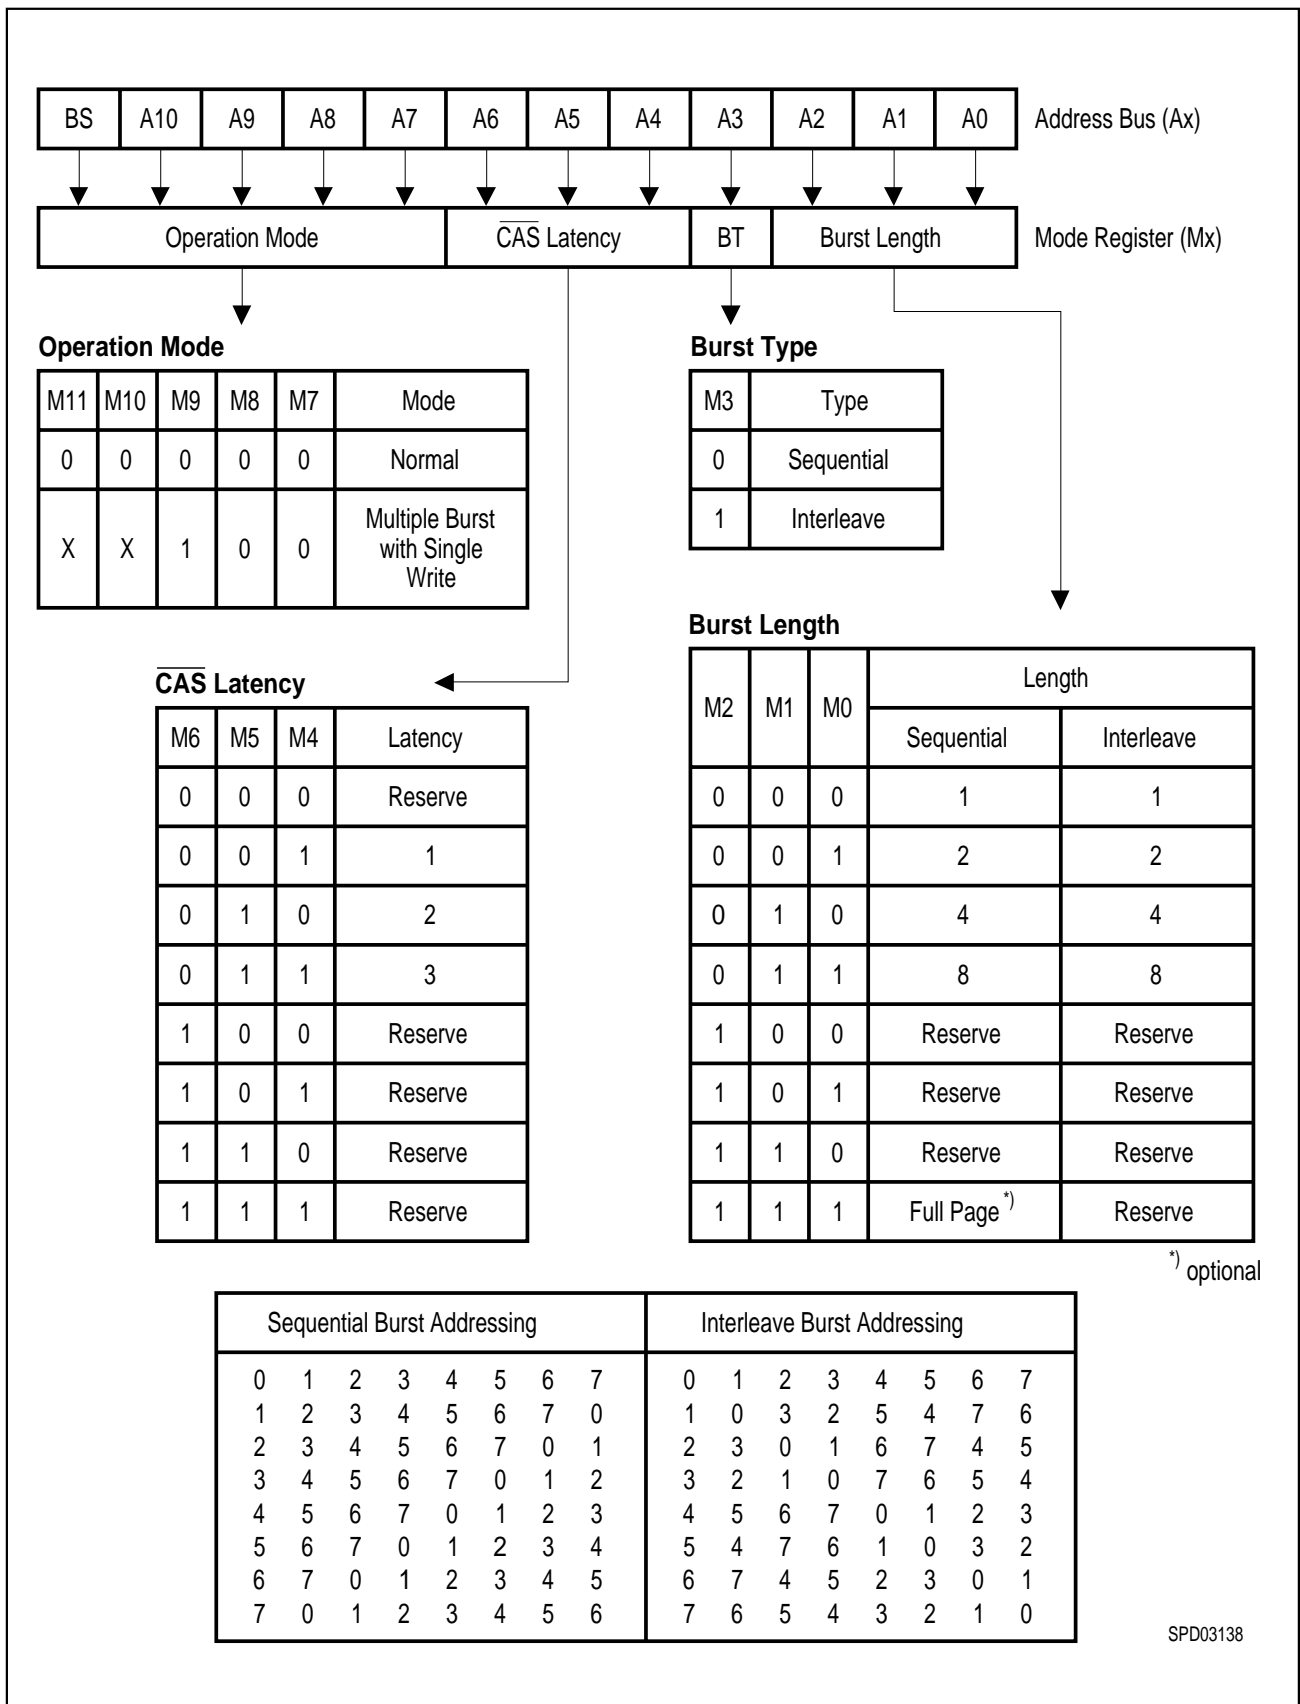 BS A10 A9 A8 A7 A6 A5 A4 A3 A2 A1 A0 Address Bus (Ax)
Operation Mode CAS Latency BT Burst Length Mode Register (Mx)
Operation Mode
M11 M10 M9 M8 M7 Mode
0 0 0 0 0 Normal
X X 1 0 0 Multiple Burst
with Single
Write
Burst Type
M3 Type
0 Sequential
1 Interleave
CAS Latency
M6 M5 M4 Latency
0 0 0 Reserve
0 0 1 1
0 1 0 2
0 1 1 3
1 0 0 Reserve
1 0 1 Reserve
1 1 0 Reserve
1 1 1 Reserve
Burst Length
M2 M1 M0 Length
Sequential Interleave
0 0 0 1 1
0 0 1 2 2
0 1 0 4 4
0 1 1 8 8
1 0 0 Reserve Reserve
1 0 1 Reserve Reserve
1 1 0 Reserve Reserve
1 1 1 Full Page *) Reserve
*) optional
Sequential Burst Addressing Interleave Burst Addressing
0 1 2 3 4 5 6 7 0 1 2 3 4 5 6 7
1 2 3 4 5 6 7 0 1 0 3 2 5 4 7 6
2 3 4 5 6 7 0 1 2 3 0 1 6 7 4 5
3 4 5 6 7 0 1 2 3 2 1 0 7 6 5 4
4 5 6 7 0 1 2 3 4 5 6 7 0 1 2 3
5 6 7 0 1 2 3 4 5 4 7 6 1 0 3 2
6 7 0 1 2 3 4 5 6 7 4 5 2 3 0 1
7 0 1 2 3 4 5 6 7 6 5 4 3 2 1 0
SPD03138